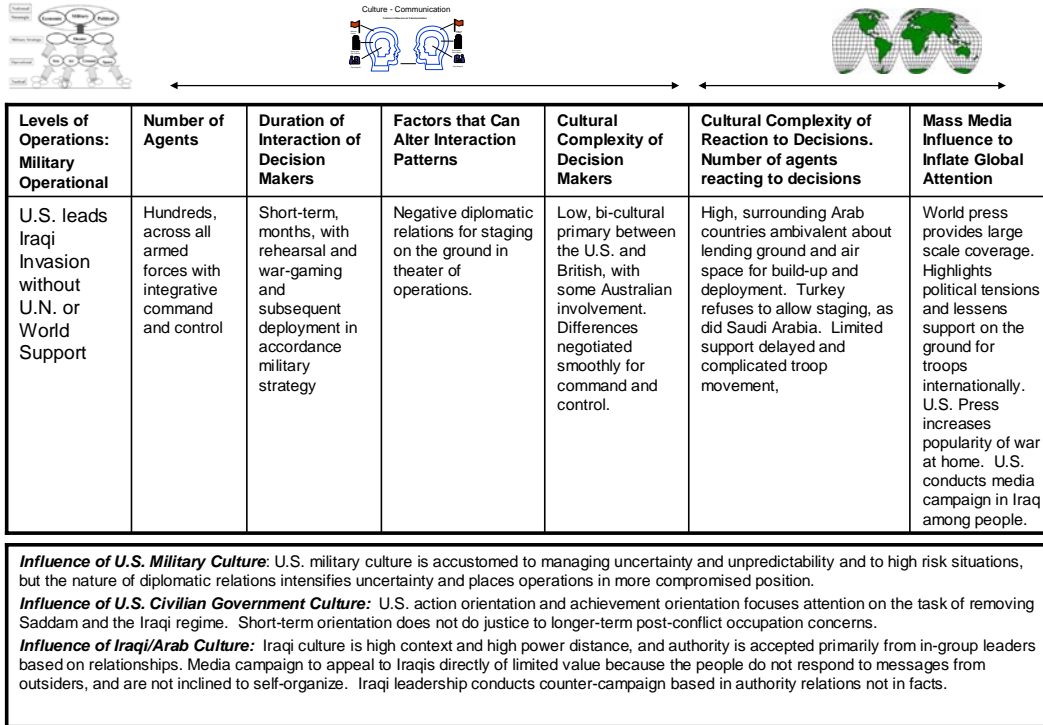 National
Strategic
Economic
Military
Political
Military Strategic
Theater
Operational
Sea
Air
Ground
Space
Tactical
Culture - Communication
Levels of
Operations:
Military
Operational
Number of
Agents
Duration of
Interaction of
Decision
Makers
Factors that Can
Alter Interaction
Patterns
Cultural
Complexity of
Decision
Makers
Cultural Complexity of
Reaction to Decisions.
Number of agents
reacting to decisions
Mass Media
Influence to
Inflate Global
Attention
U.S. leads
Iraqi
Invasion
without
U.N. or
World
Support
Hundreds,
across all
armed
forces with
integrative
command
and control
Short-term,
months, with
rehearsal and
war-gaming
and
subsequent
deployment in
accordance
military
strategy
Negative diplomatic
relations for staging
on the ground in
theater of
operations.
Low, bi-cultural
primary between
the U.S. and
British, with
some Australian
involvement.
Differences
negotiated
smoothly for
command and
control.
High, surrounding Arab
countries ambivalent about
lending ground and air
space for build-up and
deployment. Turkey
refuses to allow staging, as
did Saudi Arabia. Limited
support delayed and
complicated troop
movement,
World press
provides large
scale coverage.
Highlights
political tensions
and lessens
support on the
ground for
troops
internationally.
U.S. Press
increases
popularity of war
at home. U.S.
conducts media
campaign in Iraq
among people.
Influence of U.S. Military Culture: U.S. military culture is accustomed to managing uncertainty and unpredictability and to high risk situations,
but the nature of diplomatic relations intensifies uncertainty and places operations in more compromised position.
Influence of U.S. Civilian Government Culture: U.S. action orientation and achievement orientation focuses attention on the task of removing
Saddam and the Iraqi regime. Short-term orientation does not do justice to longer-term post-conflict occupation concerns.
Influence of Iraqi/Arab Culture: Iraqi culture is high context and high power distance, and authority is accepted primarily from in-group leaders
based on relationships. Media campaign to appeal to Iraqis directly of limited value because the people do not respond to messages from
outsiders, and are not inclined to self-organize. Iraqi leadership conducts counter-campaign based in authority relations not in facts.